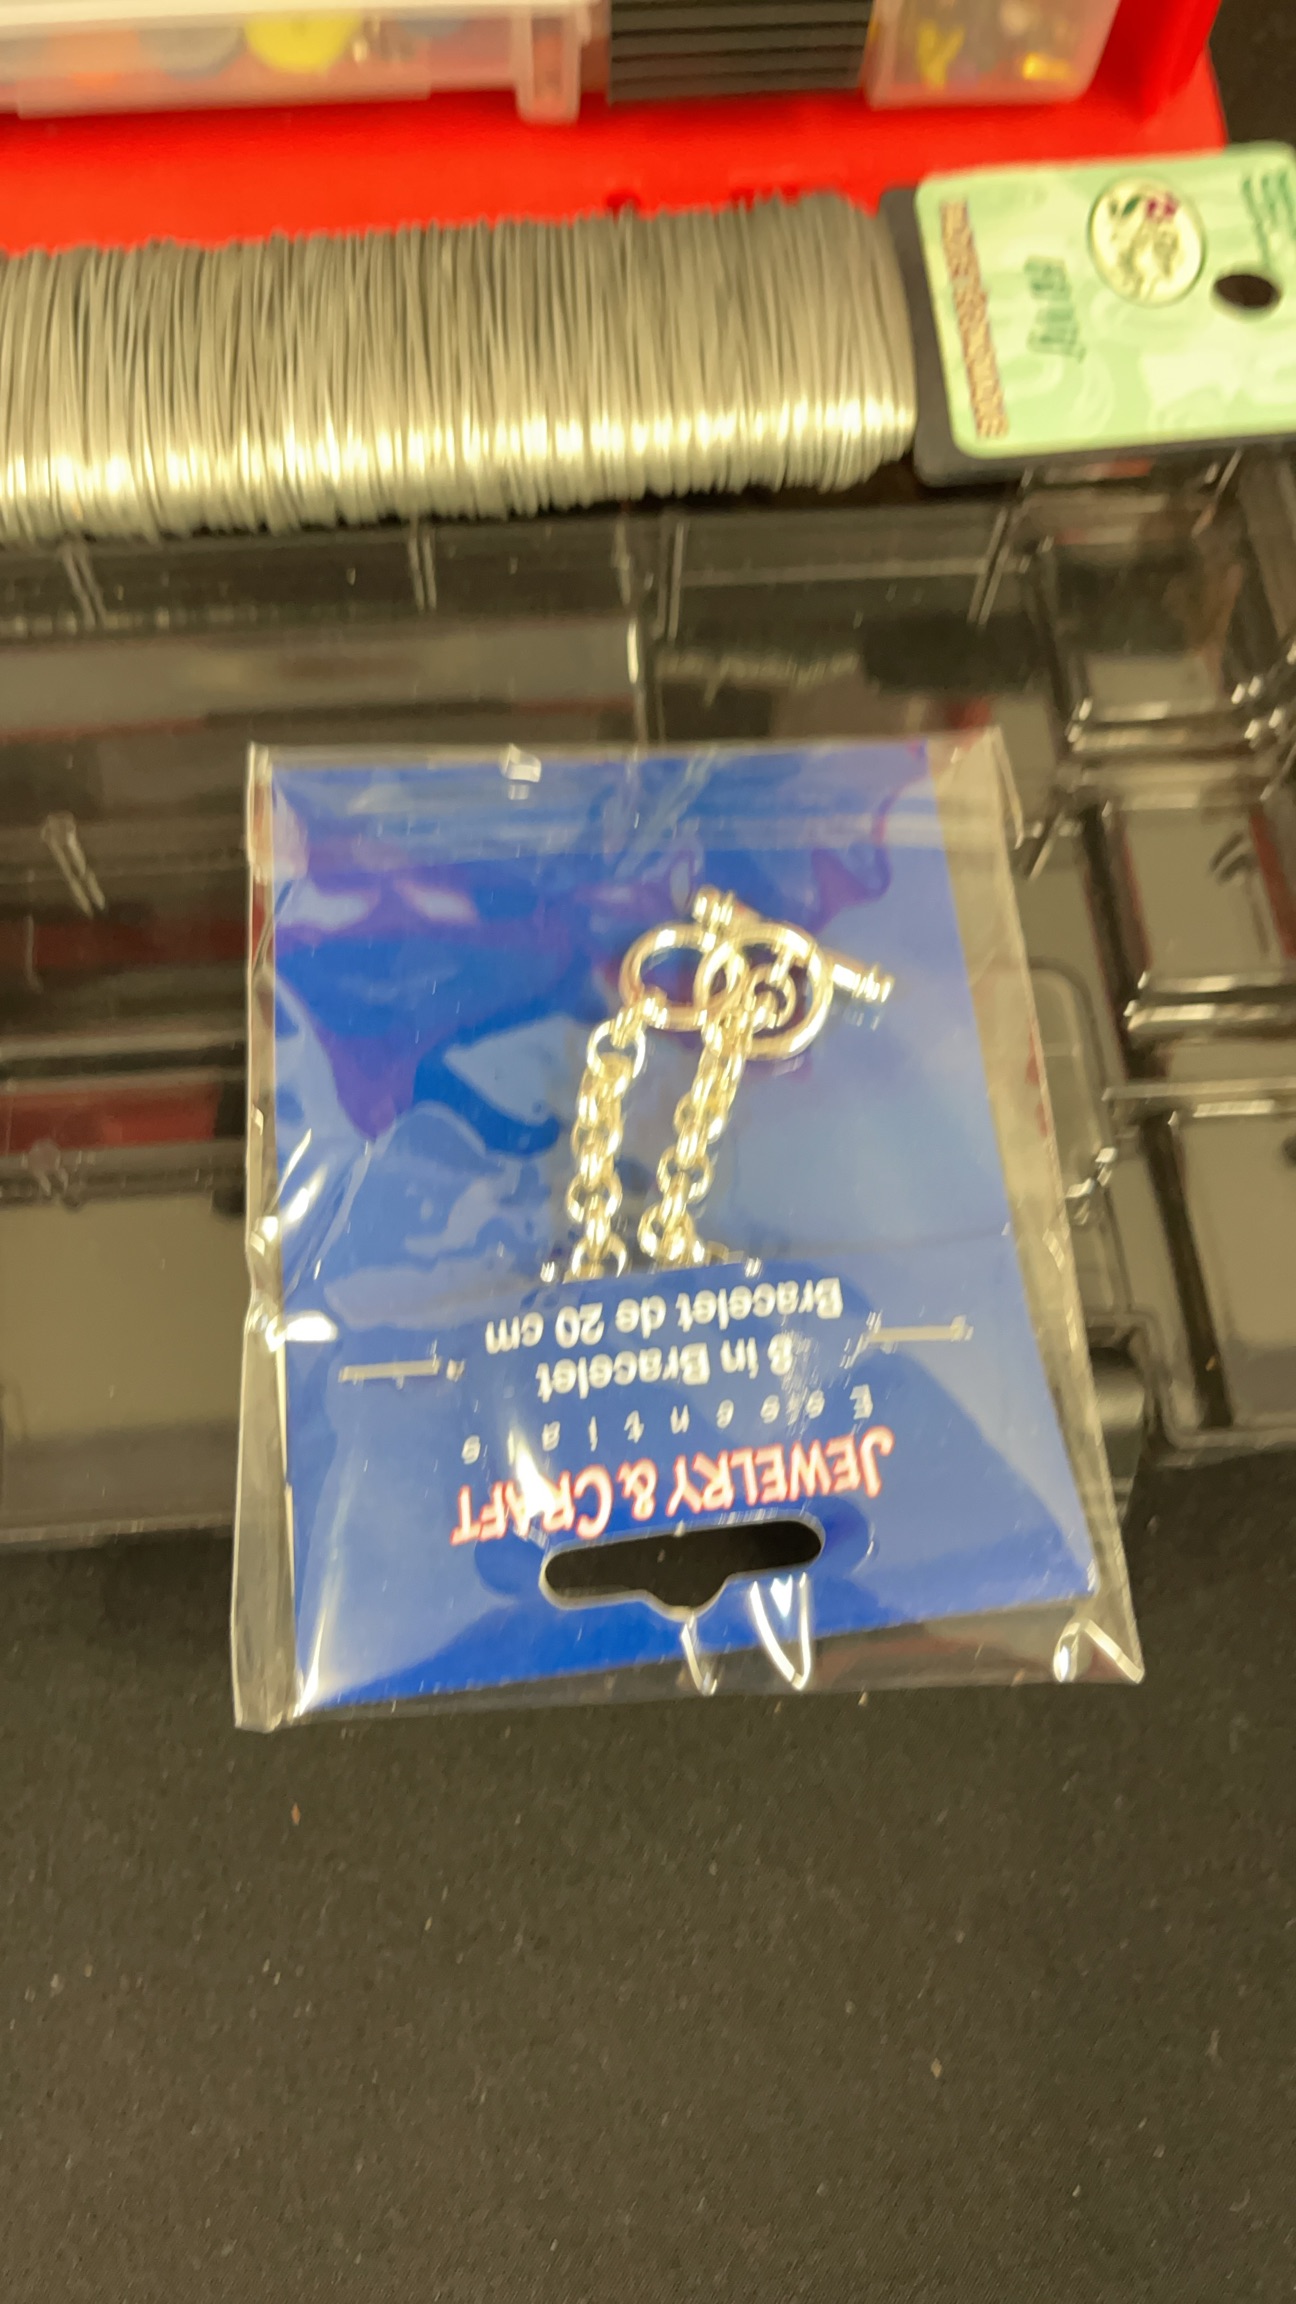 JEWELRY & CRAFT
Essentials
8 in Bracelet
Bracelet de 20 cm